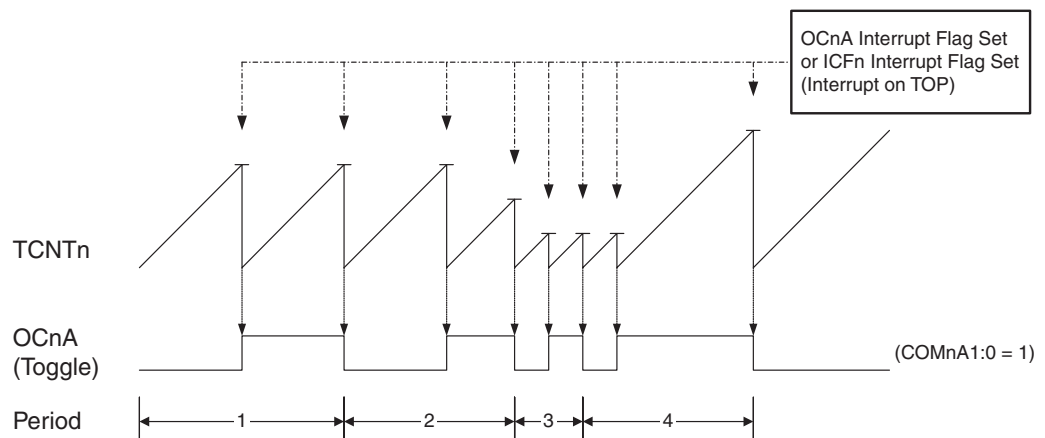 OCnA Interrupt Flag Set
or ICFn Interrupt Flag Set
(Interrupt on TOP)
TCNTn
OCnA
(Toggle)
(COMnA1:0 = 1)
Period
1
2
3
4